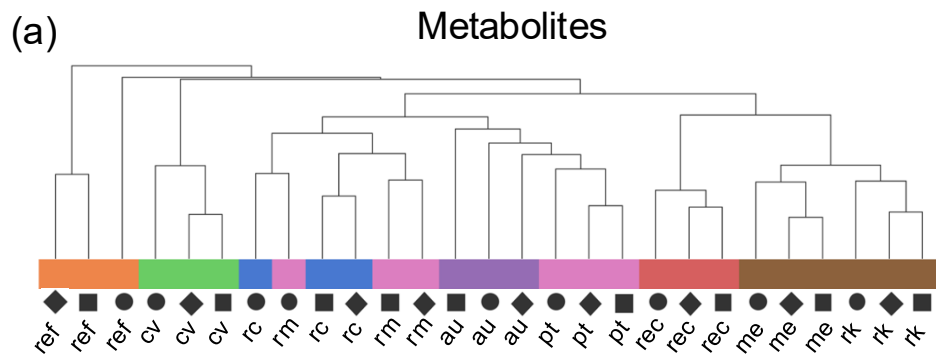 (a)
Metabolites
ref ref ref cv cv cv rc rm rc rc rm rm au au au pt pt pt rec rec rec me me me rk rk rk